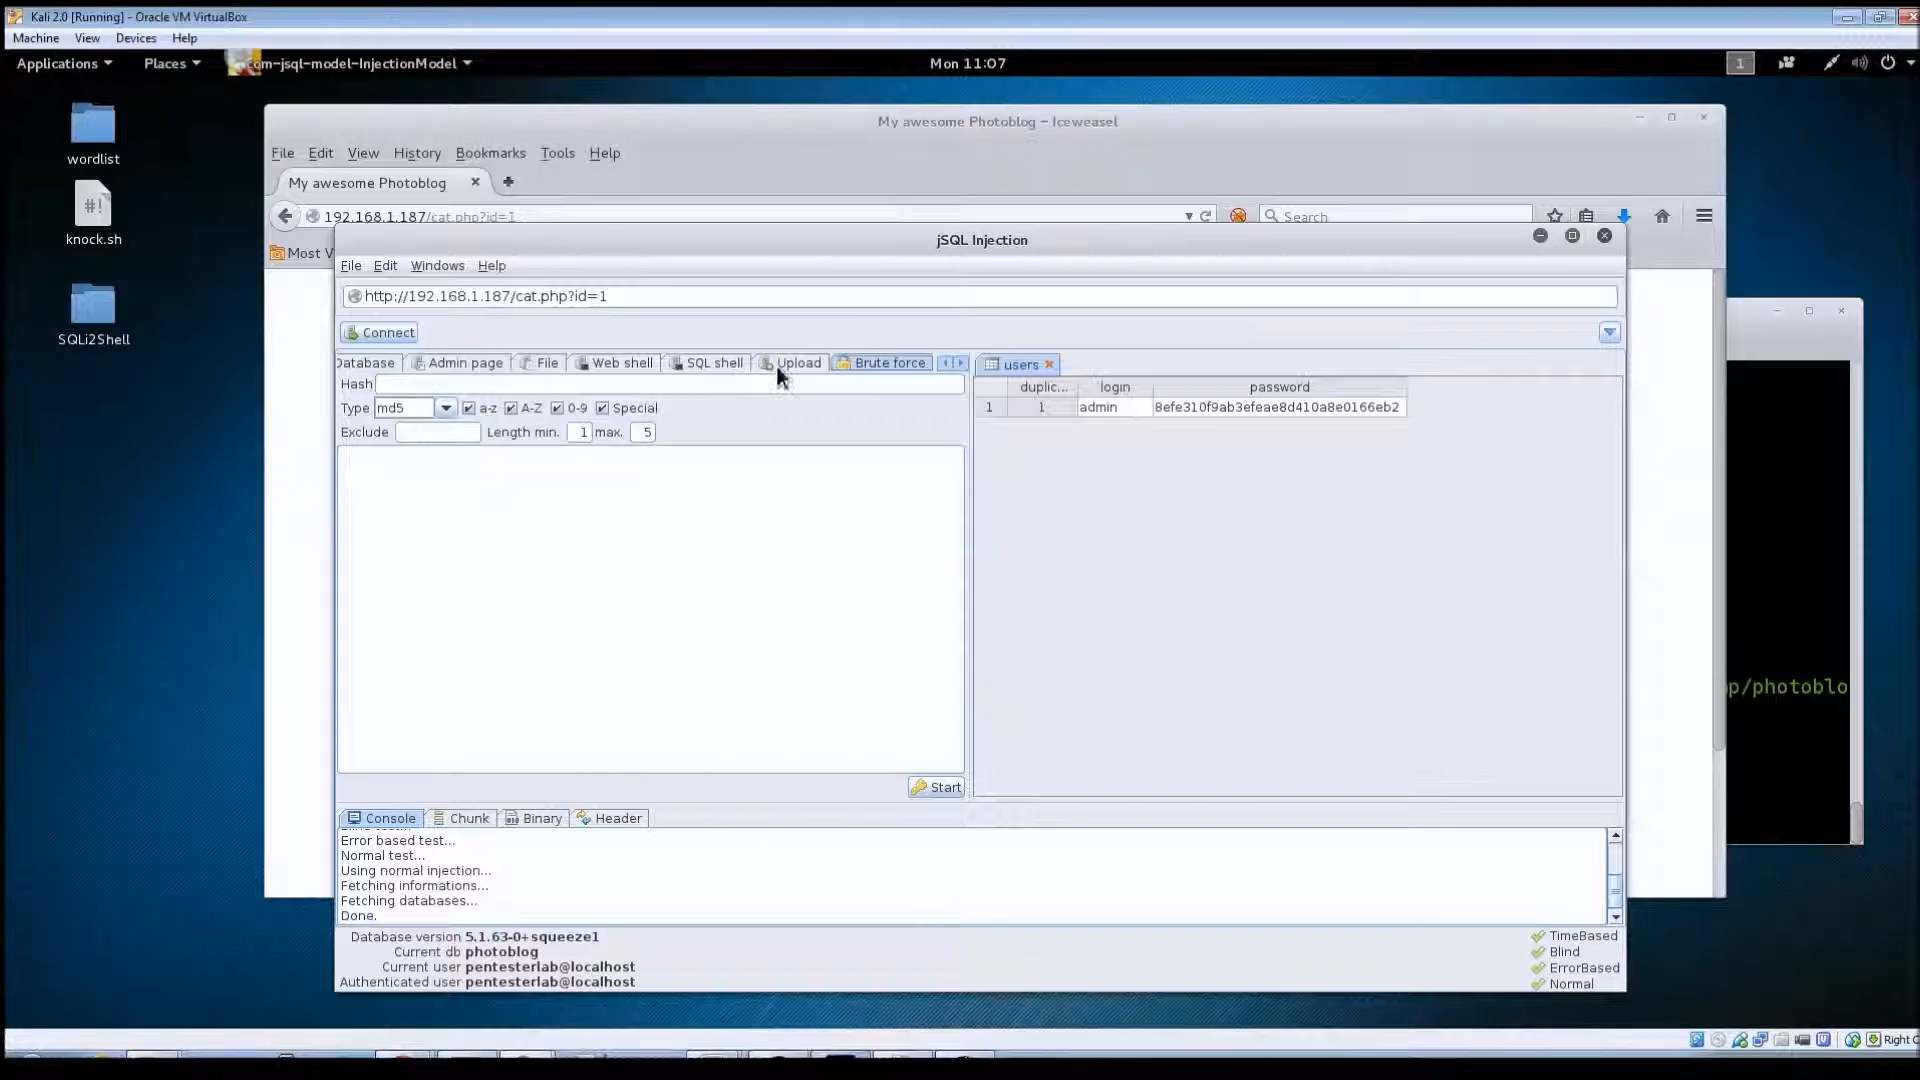 Kali 2.0 [Running] - Oracle VM VirtualBox
Machine View Devices Help
Applications Places com-jsql-model-InjectionModel Mon 11:07 1
wordlist
knock.sh
SQLi2Shell
My awesome Photoblog – Iceweasel
File Edit View History Bookmarks Tools Help
My awesome Photoblog
192.168.1.187/cat.php?id=1 Search
Most V
jSQL Injection
File Edit Windows Help
http://192.168.1.187/cat.php?id=1
Connect
Database Admin page File Web shell SQL shell Upload Brute force
Hash
Type md5 a-z A-Z 0-9 Special
Exclude Length min. 1 max. 5
Start
users
duplic... login password
1 1 admin 8efe310f9ab3efeae8d410a8e0166eb2
p/photoblo
Console Chunk Binary Header
Error based test...
Normal test...
Using normal injection...
Fetching informations...
Fetching databases...
Done.
Database version 5.1.63-0+squeeze1
Current db photoblog
Current user pentesterlab@localhost
Authenticated user pentesterlab@localhost
TimeBased
Blind
ErrorBased
Normal
Right C